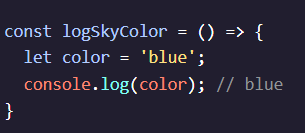 const logSkyColor = () => {
  let color = 'blue';
  console.log(color); // blue
}